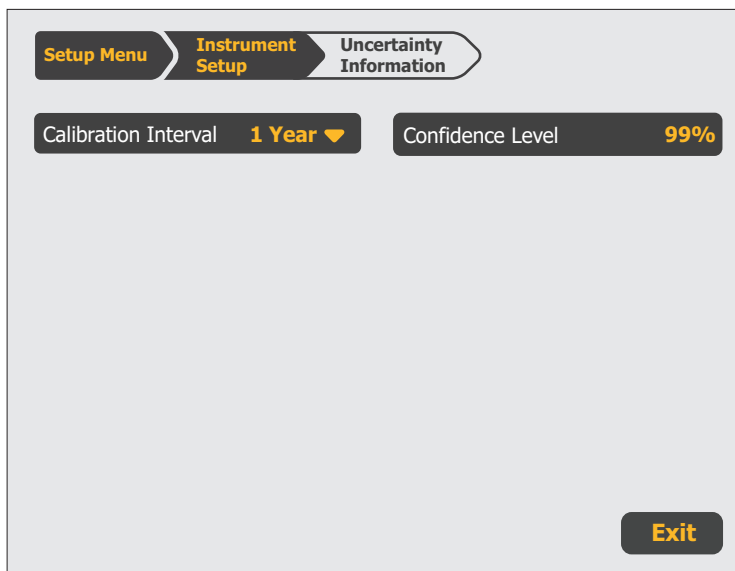 Setup Menu
Instrument
Setup
Uncertainty
Information
Calibration Interval 1 Year
Confidence Level 99%
Exit